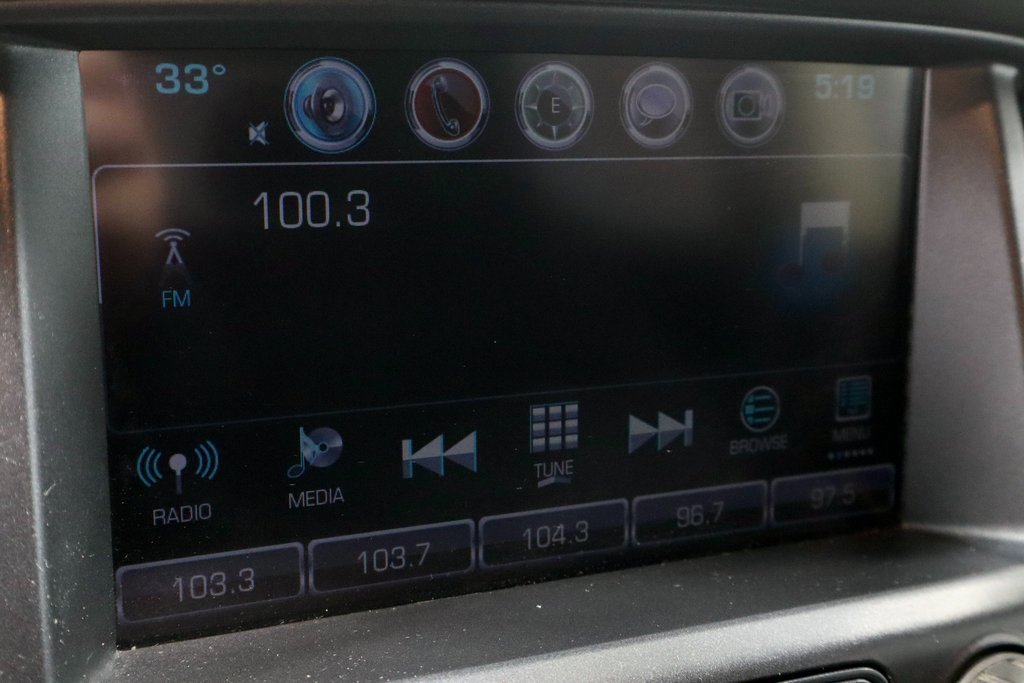 33°
E
5:19
100.3
FM
RADIO
MEDIA
TUNE
BROWSE
MENU
103.3
103.7
104.3
96.7
97.5